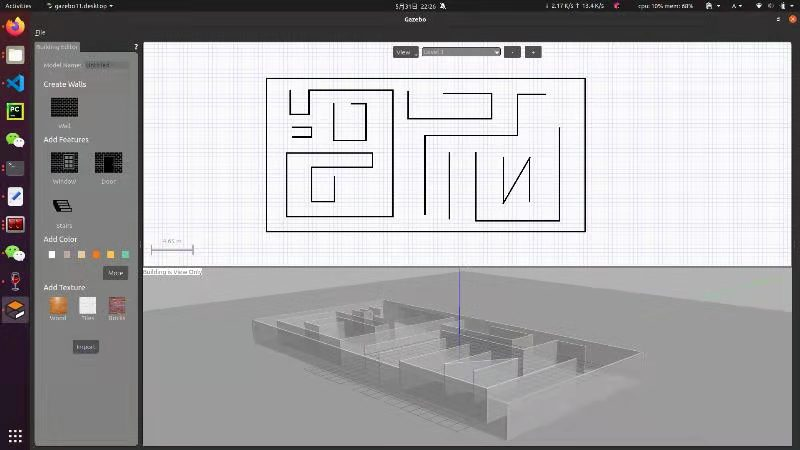 Activities
gazebo11.desktop ▾
5月31日 22:26
↓ 2.17 K/s ↑ 13.4 K/s
cpu: 10% mem: 68%
A
Gazebo
File
Building Editor
?
Model Name: Untitled
Create Walls
Wall
Add Features
Window
Door
Stairs
Add Color
More
Add Texture
Wood
Tiles
Bricks
Import
View
Level 1
-
+
4.65 m
Building is View Only
PC